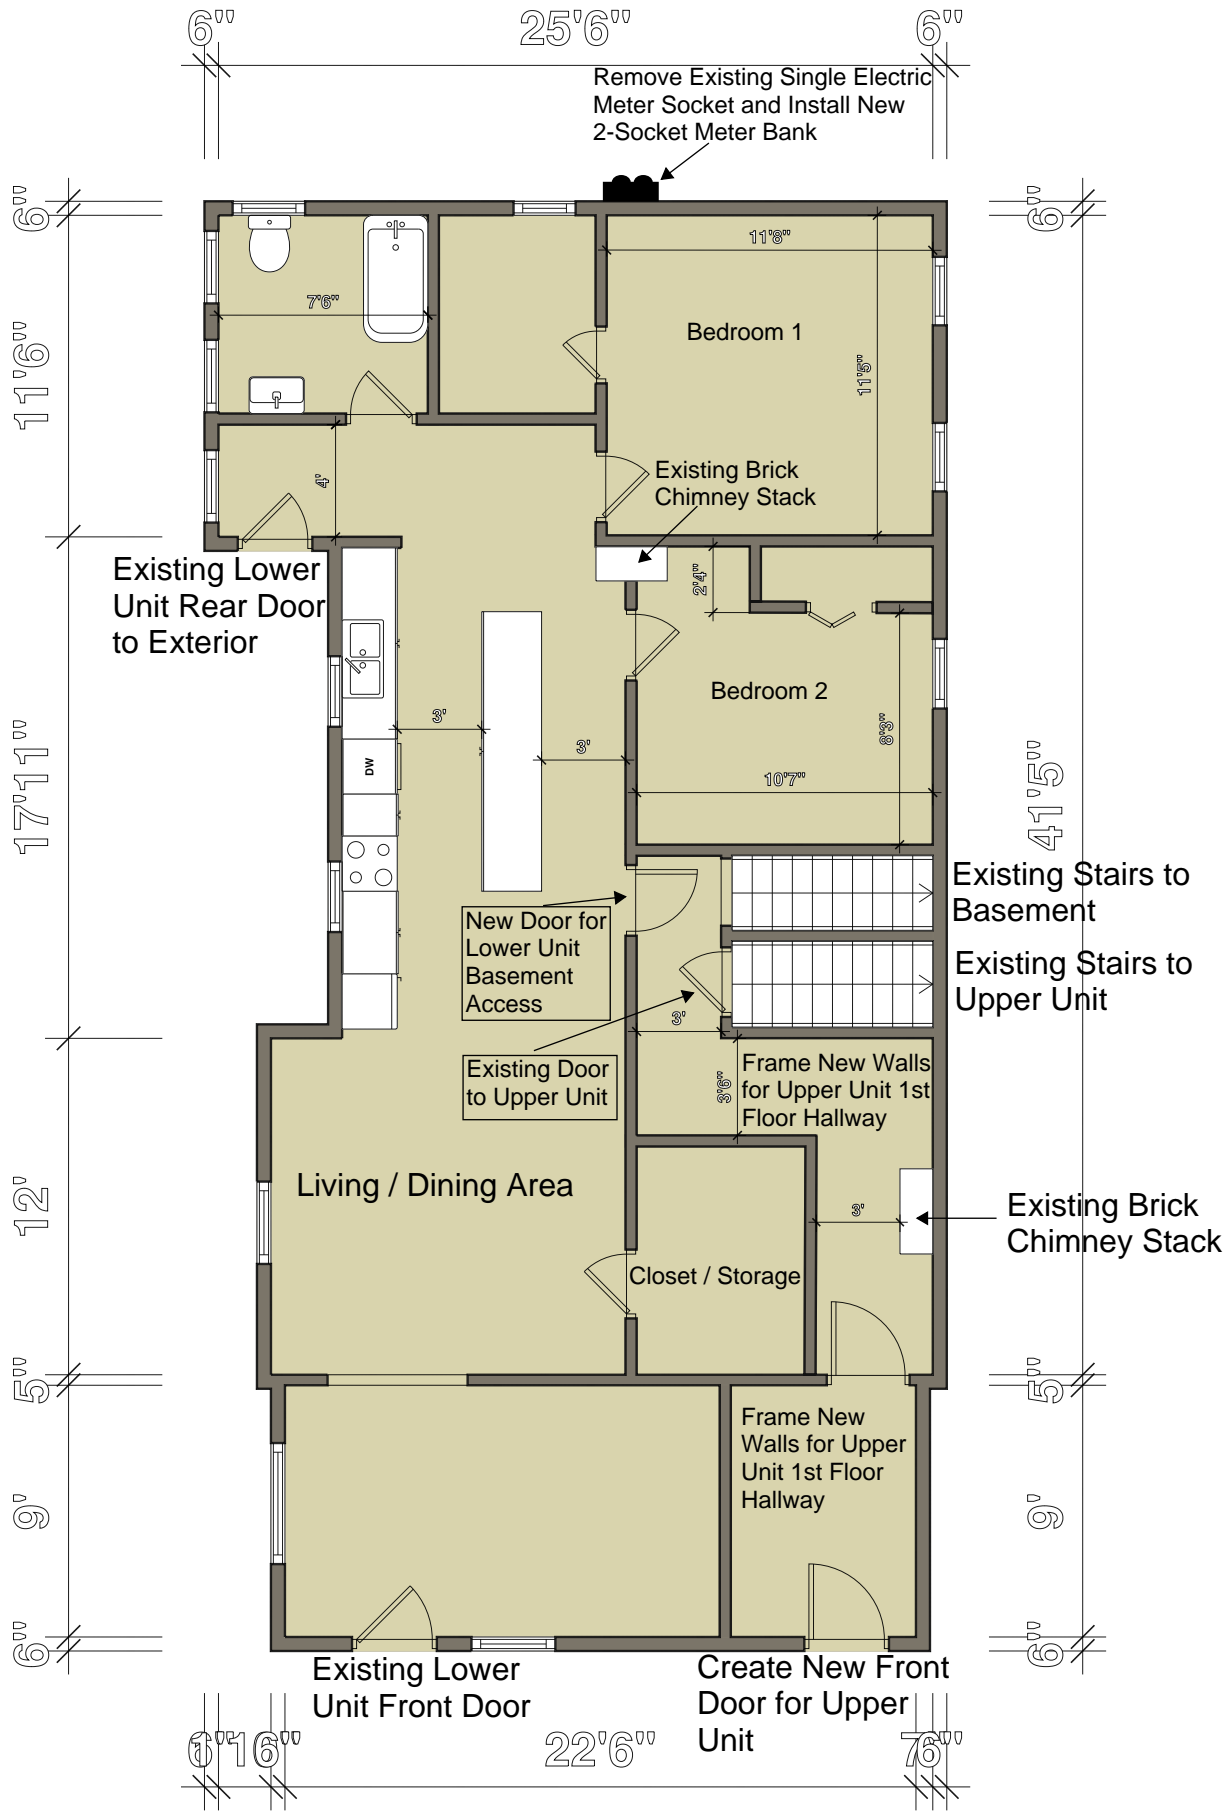 6"
25'6"
6"
Remove Existing Single Electric
Meter Socket and Install New
2-Socket Meter Bank
6"
6"
11'8"
7'6"
Bedroom 1
11'6"
11'5"
4'
Existing Brick
Chimney Stack
Existing Lower
Unit Rear Door
to Exterior
2'4"
Bedroom 2
3'
3'
8'3"
17'11"
DW
10'7"
41'5"
Existing Stairs to
Basement
New Door for
Lower Unit
Basement
Access
Existing Stairs to
Upper Unit
3'
Existing Door
to Upper Unit
3'6"
Frame New Walls
for Upper Unit 1st
Floor Hallway
Living / Dining Area
12'
3'
Existing Brick
Chimney Stack
Closet / Storage
5"
5"
Frame New
Walls for Upper
Unit 1st Floor
Hallway
9'
9'
6"
6"
Existing Lower
Unit Front Door
Create New Front
Door for Upper
Unit
22'6"